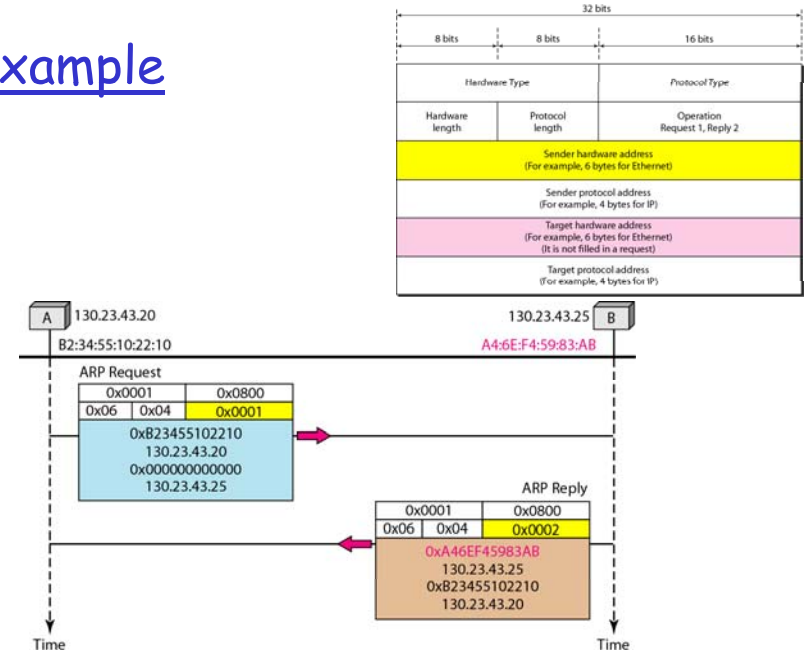 xample
32 bits
8 bits 8 bits 16 bits
Hardware Type Protocol Type
Hardware length Protocol length Operation
Request 1, Reply 2
Sender hardware address
(For example, 6 bytes for Ethernet)
Sender protocol address
(For example, 4 bytes for IP)
Target hardware address
(For example, 6 bytes for Ethernet)
(It is not filled in a request)
Target protocol address
(For example, 4 bytes for IP)
A 130.23.43.20 130.23.43.25 B
B2:34:55:10:22:10 A4:6E:F4:59:83:AB
ARP Request
0x0001 0x0800
0x06 0x04 0x0001
0xB23455102210
130.23.43.20
0x000000000000
130.23.43.25
ARP Reply
0x0001 0x0800
0x06 0x04 0x0002
0xA46EF45983AB
130.23.43.25
0xB23455102210
130.23.43.20
Time Time